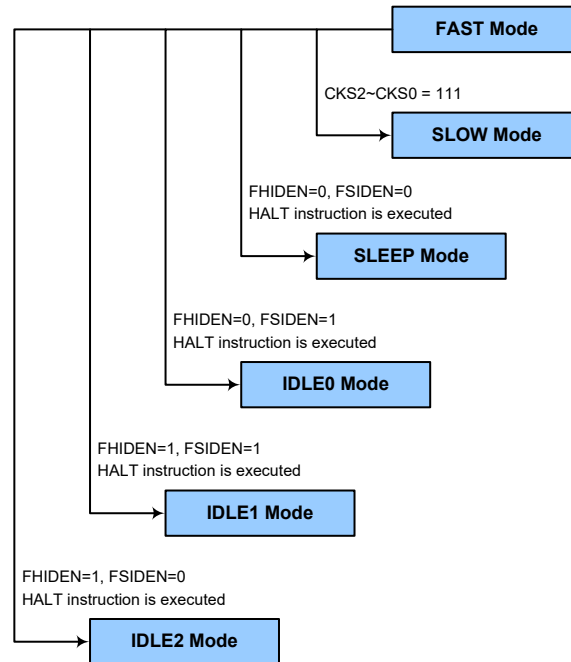 FAST Mode
CKS2~CKS0 = 111
SLOW Mode
FHIDEN=0, FSIDEN=0
HALT instruction is executed
SLEEP Mode
FHIDEN=0, FSIDEN=1
HALT instruction is executed
IDLE0 Mode
FHIDEN=1, FSIDEN=1
HALT instruction is executed
IDLE1 Mode
FHIDEN=1, FSIDEN=0
HALT instruction is executed
IDLE2 Mode